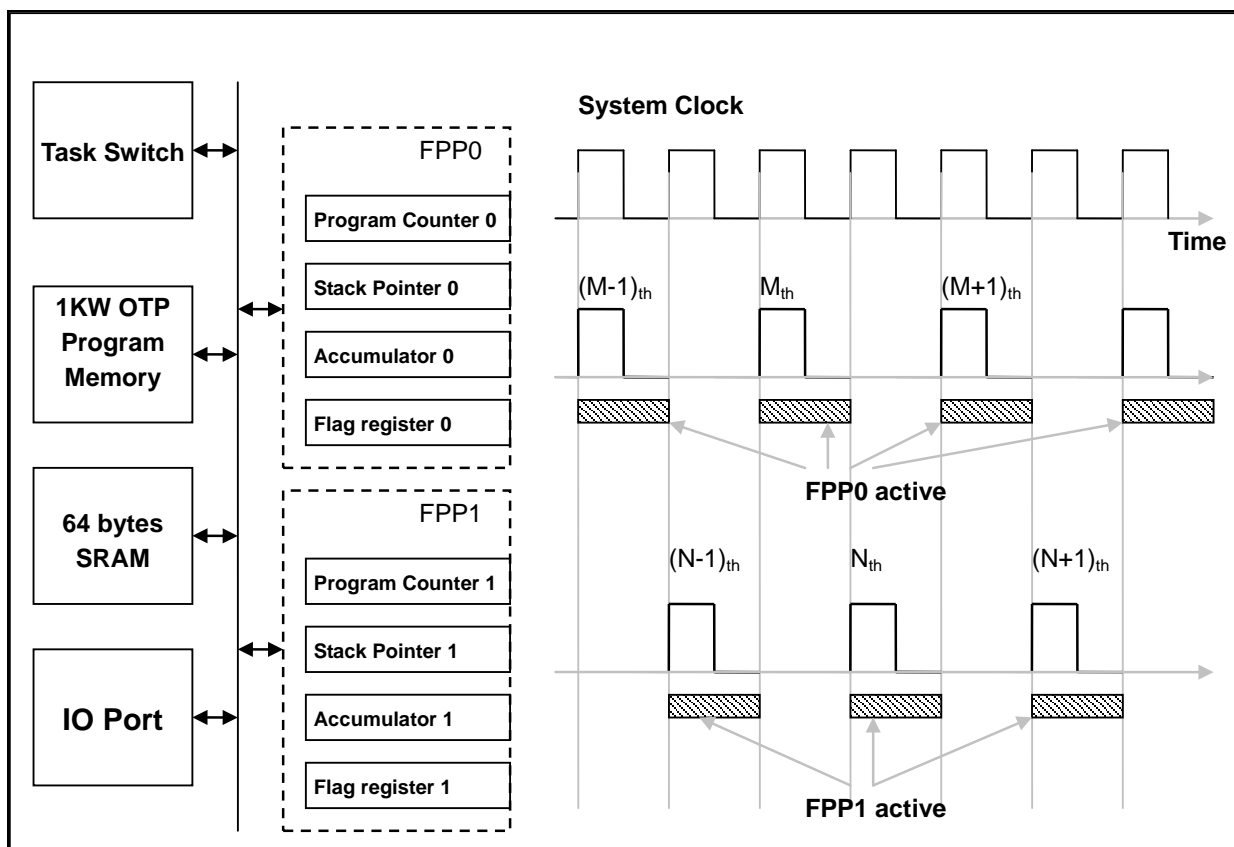 Task Switch
1KW OTP
Program
Memory
64 bytes
SRAM
IO Port
FPP0
Program Counter 0
Stack Pointer 0
Accumulator 0
Flag register 0
FPP1
Program Counter 1
Stack Pointer 1
Accumulator 1
Flag register 1
System Clock
Time
(M-1)th Mth (M+1)th
FPP0 active
(N-1)th Nth (N+1)th
FPP1 active